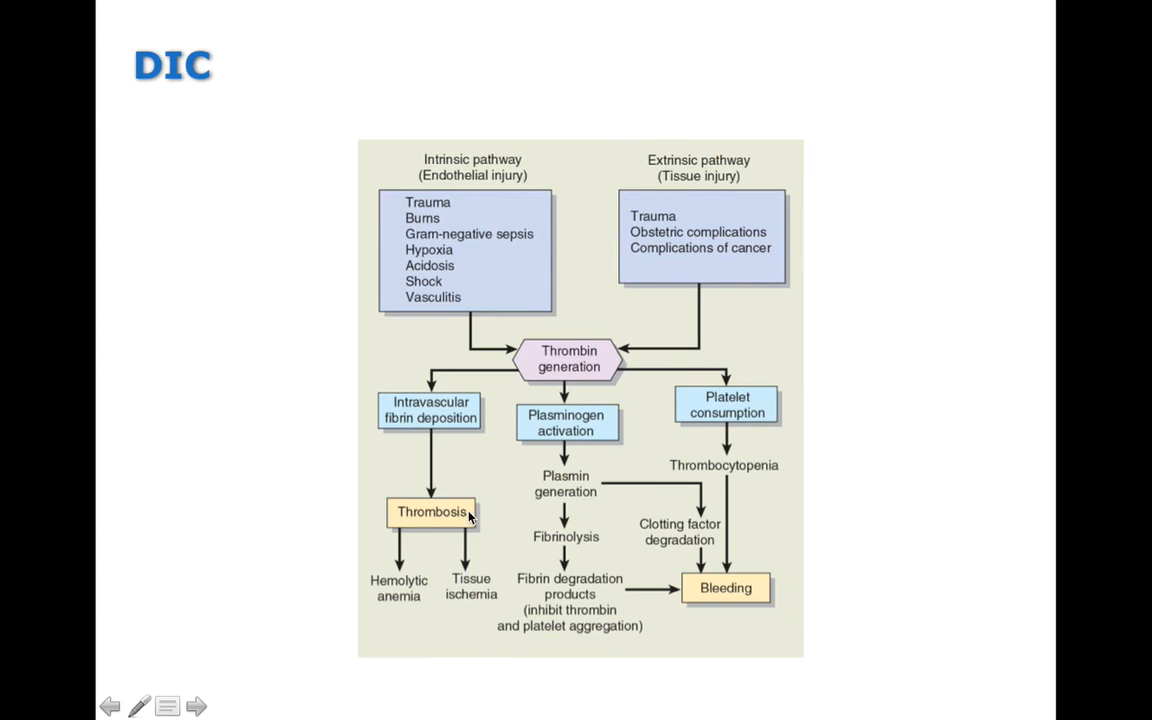 DIC
Intrinsic pathway
(Endothelial injury)
Extrinsic pathway
(Tissue injury)
Trauma
Burns
Gram-negative sepsis
Hypoxia
Acidosis
Shock
Vasculitis
Trauma
Obstetric complications
Complications of cancer
Thrombin
generation
Intravascular
fibrin deposition
Plasminogen
activation
Platelet
consumption
Thrombocytopenia
Plasmin
generation
Thrombosis
Clotting factor
degradation
Fibrinolysis
Hemolytic
anemia
Tissue
ischemia
Fibrin degradation
products
(inhibit thrombin
and platelet aggregation)
Bleeding